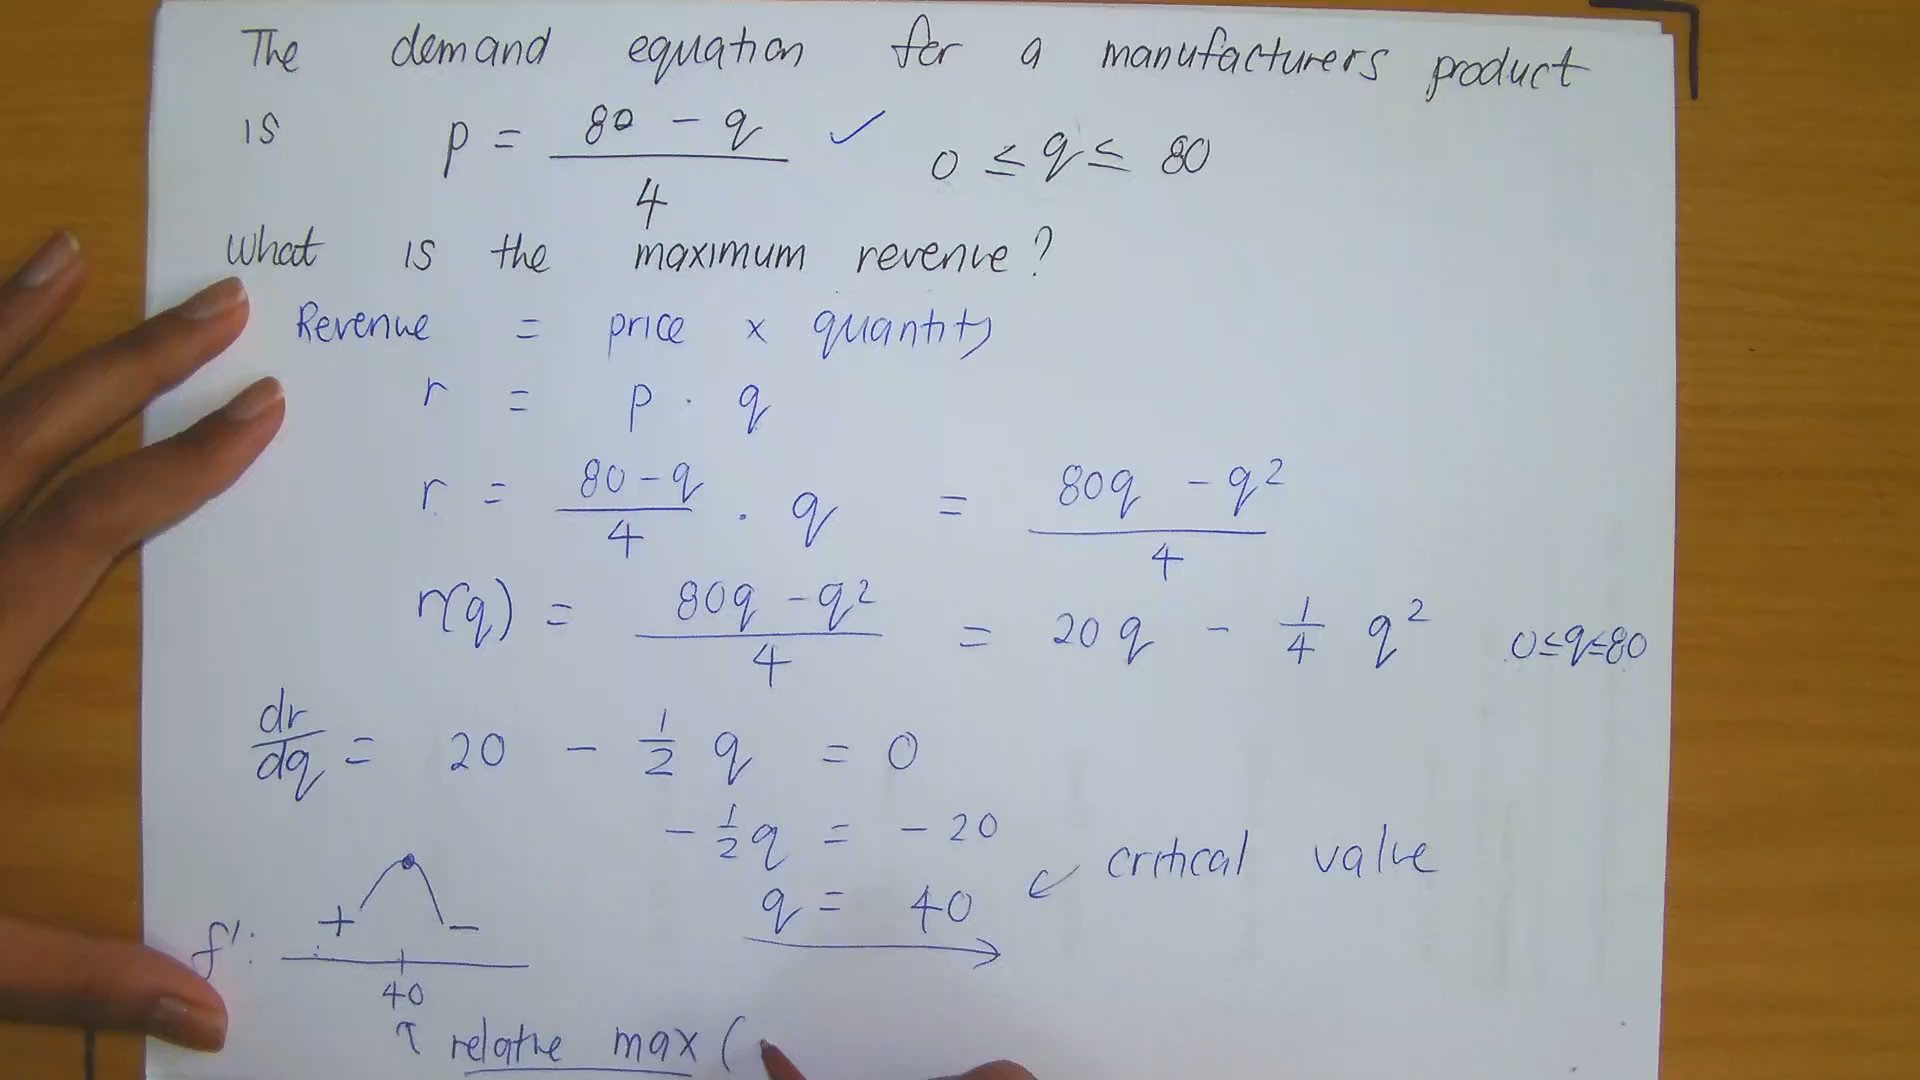 The demand equation for a manufacturers product
is p = 80 - q / 4 ✓ 0 ≤ q ≤ 80
What is the maximum revenue?
Revenue = price x quantity
r = p · q
r = 80 - q / 4 · q = 80q - q² / 4
r(q) = 80q - q² / 4 = 20q - 1/4 q² 0≤q≤80
dr/dq = 20 - 1/2 q = 0
- 1/2 q = - 20
q = 40 ← critical value
f': + -
40
↑ relative max (